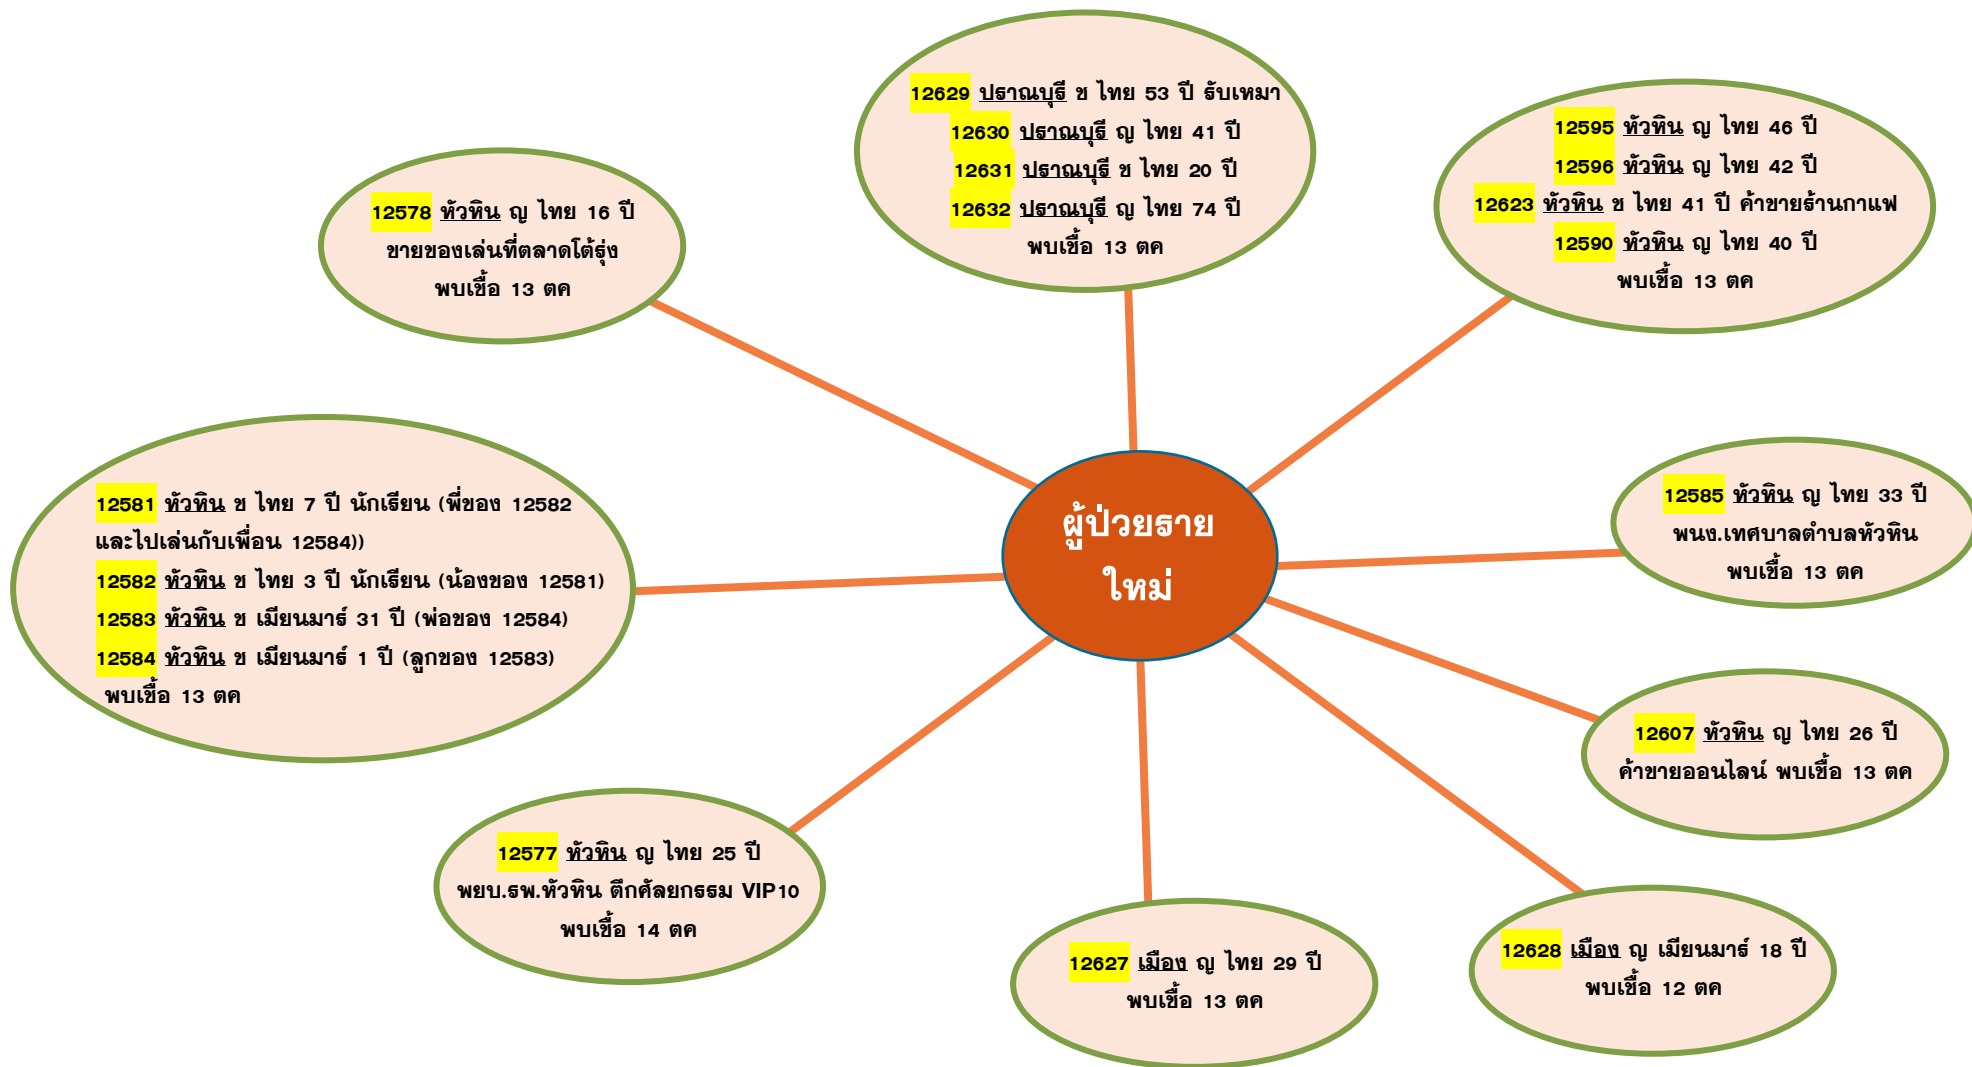 12629 ปราณบุรี ช ไทย 53 ปี รับเหมา
12630 ปราณบุรี ญ ไทย 41 ปี
12631 ปราณบุรี ช ไทย 20 ปี
12632 ปราณบุรี ญ ไทย 74 ปี
พบเชื้อ 13 ตค
12595 หัวหิน ญ ไทย 46 ปี
12596 หัวหิน ญ ไทย 42 ปี
12623 หัวหิน ช ไทย 41 ปี ค้าขายร้านกาแฟ
12590 หัวหิน ญ ไทย 40 ปี
พบเชื้อ 13 ตค
12578 หัวหิน ญ ไทย 16 ปี
ขายของเล่นที่ตลาดโต้รุ่ง
พบเชื้อ 13 ตค
12581 หัวหิน ช ไทย 7 ปี นักเรียน (พี่ของ 12582
และไปเล่นกับเพื่อน 12584))
12582 หัวหิน ช ไทย 3 ปี นักเรียน (น้องของ 12581)
12583 หัวหิน ช เมียนมาร์ 31 ปี (พ่อของ 12584)
12584 หัวหิน ช เมียนมาร์ 1 ปี (ลูกของ 12583)
พบเชื้อ 13 ตค
ผู้ป่วยราย
ใหม่
12585 หัวหิน ญ ไทย 33 ปี
พนง.เทศบาลตำบลหัวหิน
พบเชื้อ 13 ตค
12607 หัวหิน ญ ไทย 26 ปี
ค้าขายออนไลน์ พบเชื้อ 13 ตค
12577 หัวหิน ญ ไทย 25 ปี
พยบ.รพ.หัวหิน ตึกศัลยกรรม VIP10
พบเชื้อ 14 ตค
12627 เมือง ญ ไทย 29 ปี
พบเชื้อ 13 ตค
12628 เมือง ญ เมียนมาร์ 18 ปี
พบเชื้อ 12 ตค